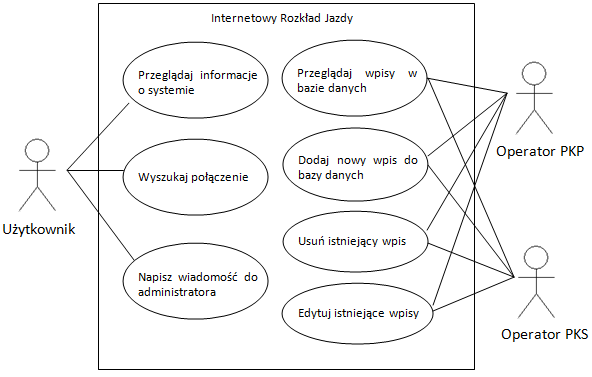 Internetowy Rozkład Jazdy
Przeglądaj informacje
o systemie
Przeglądaj wpisy w
bazie danych
Operator PKP
Wyszukaj połączenie
Dodaj nowy wpis do
bazy danych
Użytkownik
Usuń istniejący wpis
Napisz wiadomość do
administratora
Edytuj istniejące wpisy
Operator PKS